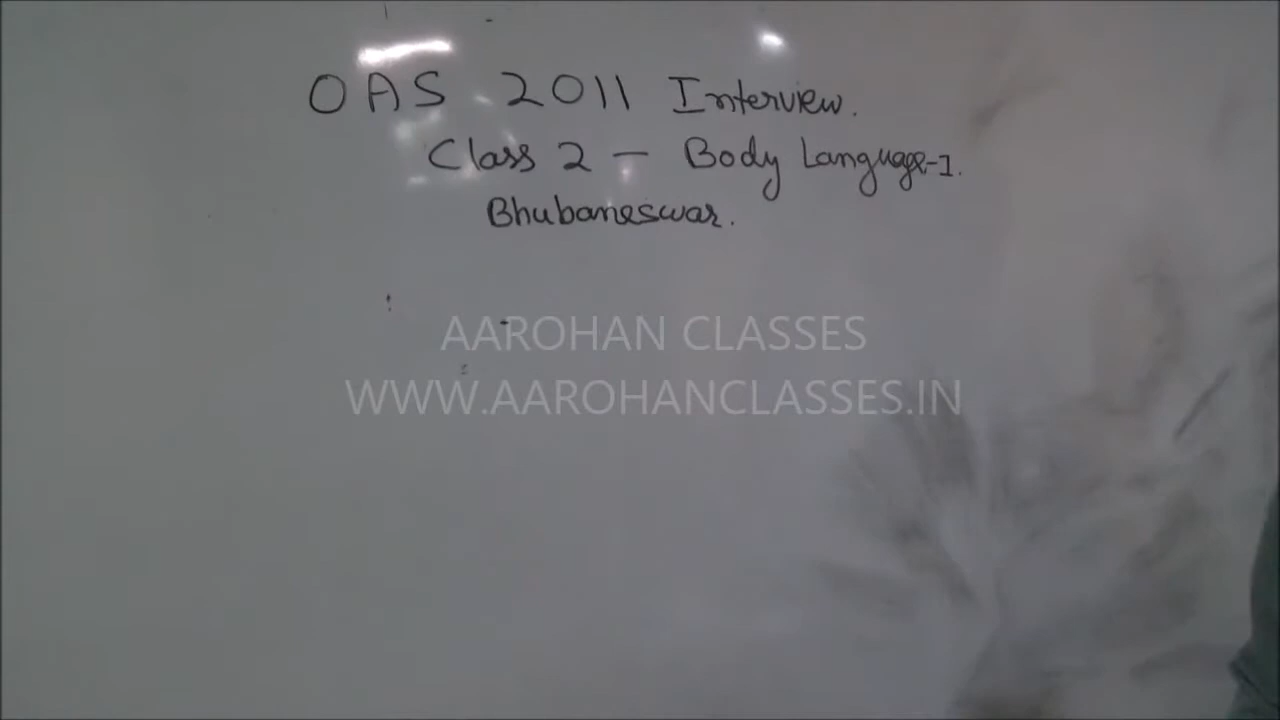 OAS 2011 Interview.
Class 2 - Body Language-1.
Bhubaneswar.
AAROHAN CLASSES
WWW.AAROHANCLASSES.IN